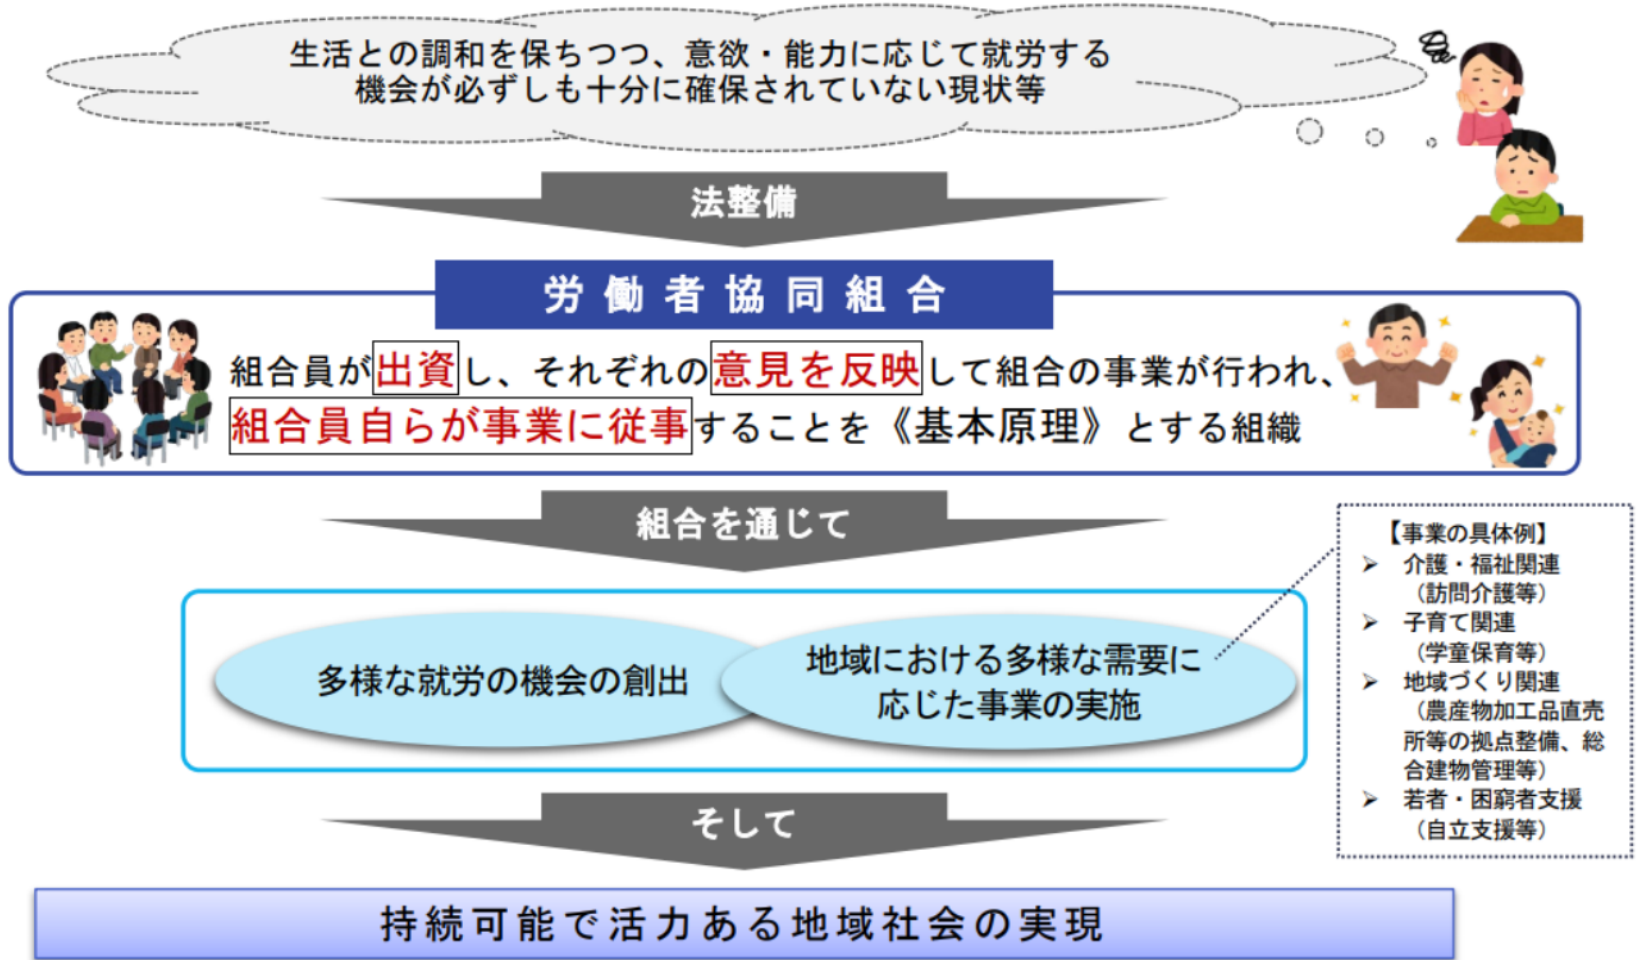 生活との調和を保ちつつ、意欲・能力に応じて就労する
機会が必ずしも十分に確保されていない現状等
法整備
労働者協同組合
組合員が出資し、それぞれの意見を反映して組合の事業が行われ、
組合員自らが事業に従事することを《基本原理》とする組織
組合を通じて
多様な就労の機会の創出
地域における多様な需要に
応じた事業の実施
【事業の具体例】
➢ 介護・福祉関連
（訪問介護等）
➢ 子育て関連
（学童保育等）
➢ 地域づくり関連
（農産物加工品直売
所等の拠点整備、総
合建物管理等）
➢ 若者・困窮者支援
（自立支援等）
そして
持続可能で活力ある地域社会の実現